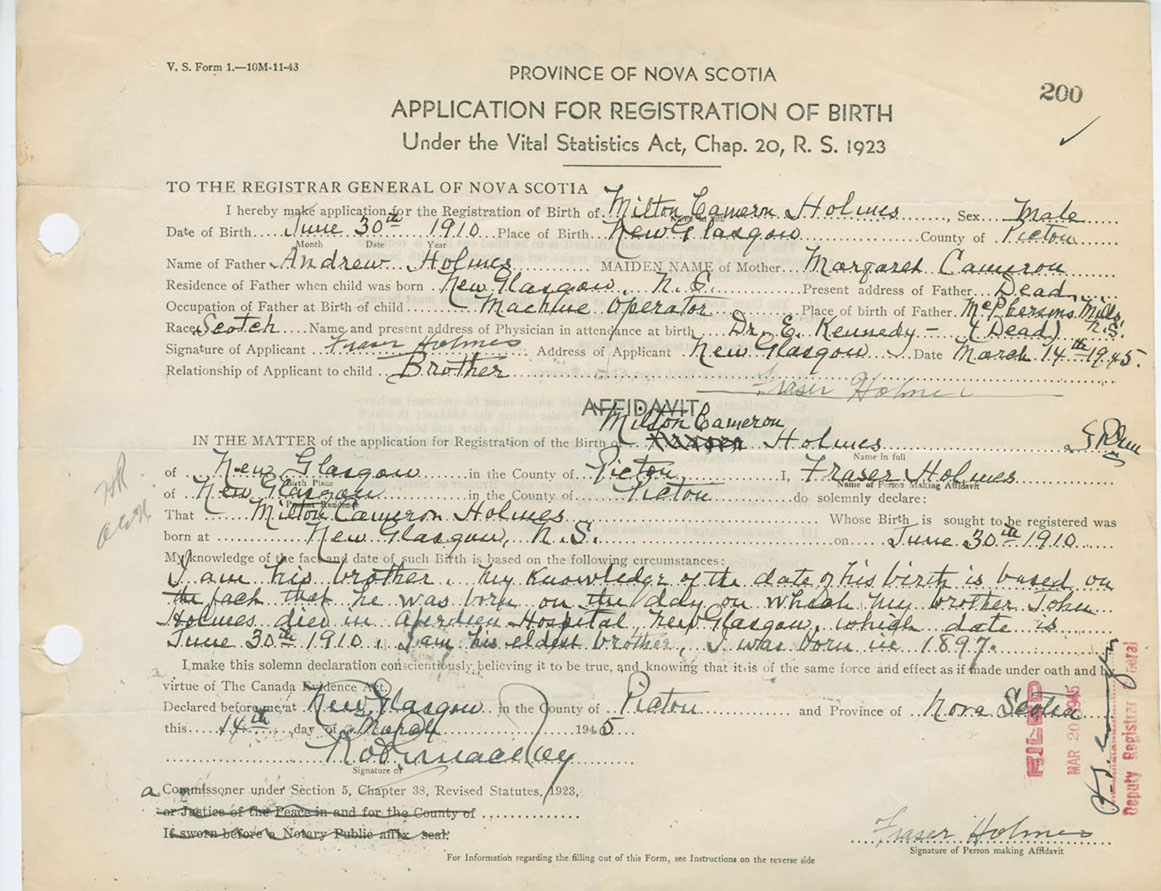 V. S. Form 1.—10M-11-43
PROVINCE OF NOVA SCOTIA
200
APPLICATION FOR REGISTRATION OF BIRTH
Under the Vital Statistics Act, Chap. 20, R. S. 1923
TO THE REGISTRAR GENERAL OF NOVA SCOTIA
I hereby make application for the Registration of Birth of Milton Cameron Holmes, Sex Male
Date of Birth June 30th 1910 Place of Birth New Glasgow County of Picton
Month Date Year
Name of Father Andrew Holmes MAIDEN NAME of Mother Margaret Cameron
Residence of Father when child was born New Glasgow, N.S. Present address of Father Dead
Occupation of Father at Birth of child Machine Operator Place of birth of Father McPhersons Mills N.S.
Race Scotch Name and present address of Physician in attendance at birth Dr. E. Kennedy - (Dead)
Signature of Applicant Fraser Holmes Address of Applicant New Glasgow Date March 14th 1945.
Relationship of Applicant to child Brother
Fraser Holmes
AFFIDAVIT
Milton Cameron
IN THE MATTER of the application for Registration of the Birth of Holmes
Name in full
of New Glasgow in the County of Picton, I, Fraser Holmes
Birth Place Name of Person Making Affidavit
of New Glasgow in the County of Picton do solemnly declare:
Present Residence
That Milton Cameron Holmes Whose Birth is sought to be registered was
born at New Glasgow, N.S. on June 30th 1910
My knowledge of the fact and date of such Birth is based on the following circumstances:
I am his brother. My knowledge of the date of his birth is based on
the fact that he was born on the day on which my brother John
Holmes died in Aberdeen Hospital, New Glasgow, which date is
June 30th 1910. I am his eldest brother, I was born in 1897.
I make this solemn declaration conscientiously believing it to be true, and knowing that it is of the same force and effect as if made under oath and by
virtue of The Canada Evidence Act.
Declared before me at New Glasgow in the County of Picton and Province of Nova Scotia
this 14th day of March 1945
Signature of
a Commissioner under Section 5, Chapter 38, Revised Statutes, 1923,
or Justice of the Peace in and for the County of
If sworn before a Notary Public affix seal.
FILED
MAR 20 1945
Deputy Registrar General
Fraser Holmes
Signature of Person making Affidavit
For Information regarding the filling out of this Form, see Instructions on the reverse side